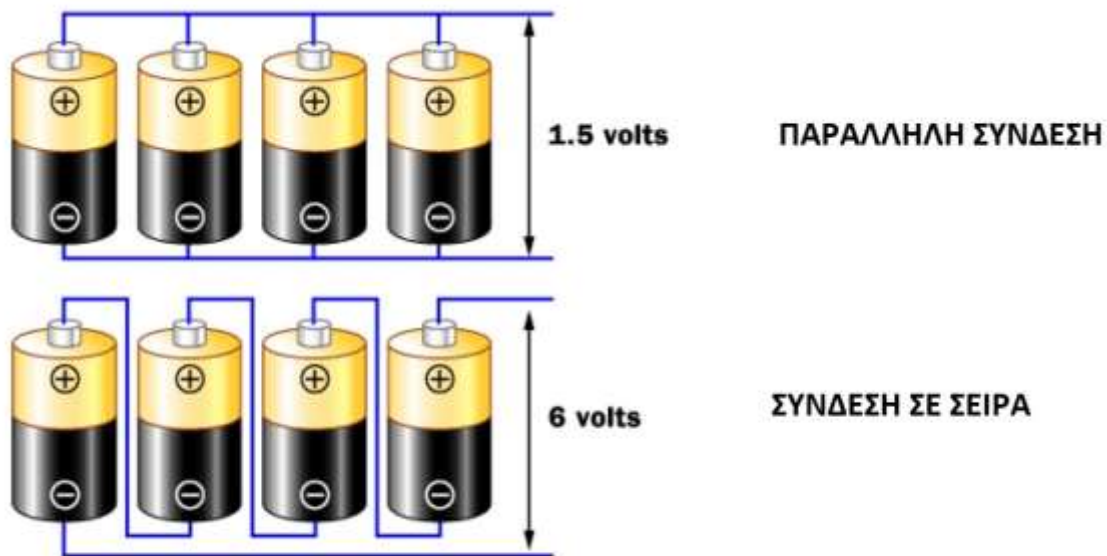 + + + +
1.5 volts
ΠΑΡΑΛΛΗΛΗ ΣΥΝΔΕΣΗ
− − − −
+ + + +
6 volts
ΣΥΝΔΕΣΗ ΣΕ ΣΕΙΡΑ
− − − −